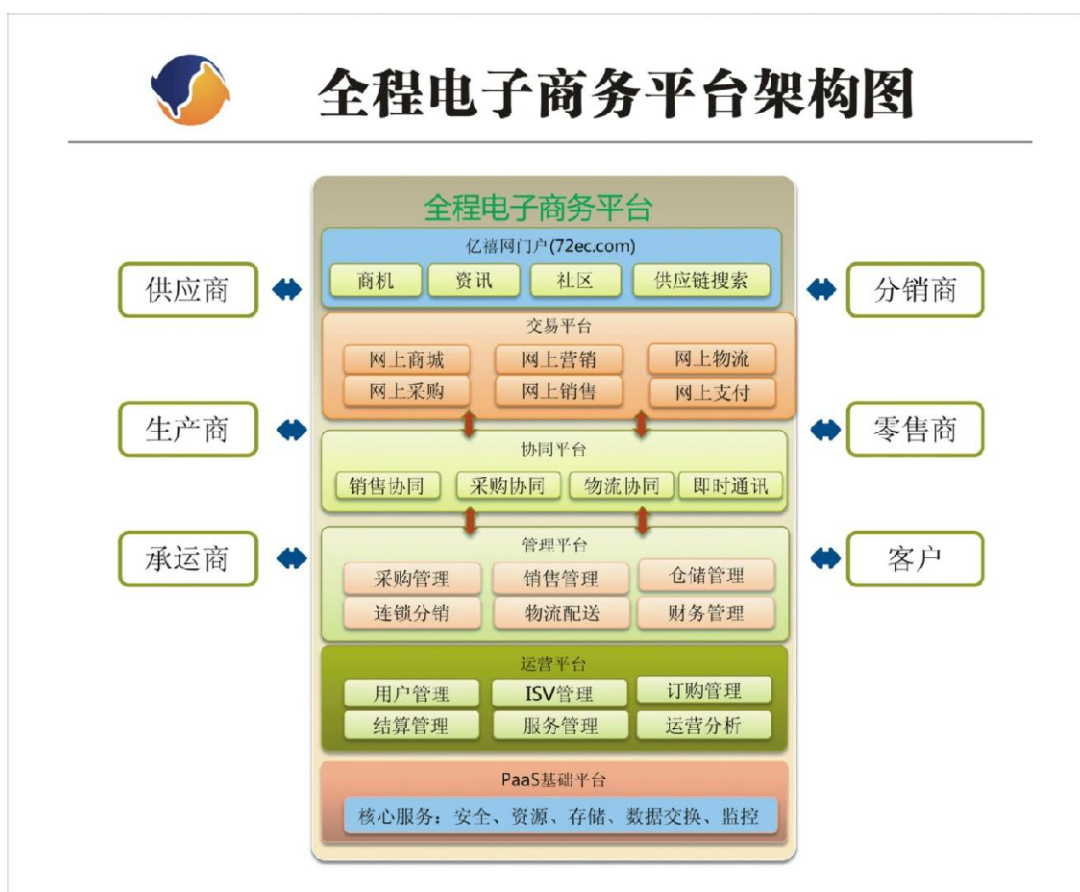 全程电子商务平台架构图
全程电子商务平台
亿禧网门户(72ec.com)
商机 资讯 社区 供应链搜索
供应商
分销商
交易平台
网上商城 网上营销 网上物流
网上采购 网上销售 网上支付
生产商
零售商
协同平台
销售协同 采购协同 物流协同 即时通讯
承运商
客户
管理平台
采购管理 销售管理 仓储管理
连锁分销 物流配送 财务管理
运营平台
用户管理 ISV管理 订购管理
结算管理 服务管理 运营分析
PaaS基础平台
核心服务：安全、资源、存储、数据交换、监控